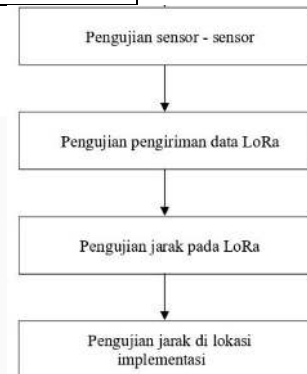 Pengujian sensor - sensor
Pengujian pengiriman data LoRa
Pengujian jarak pada LoRa
Pengujian jarak di lokasi
implementasi